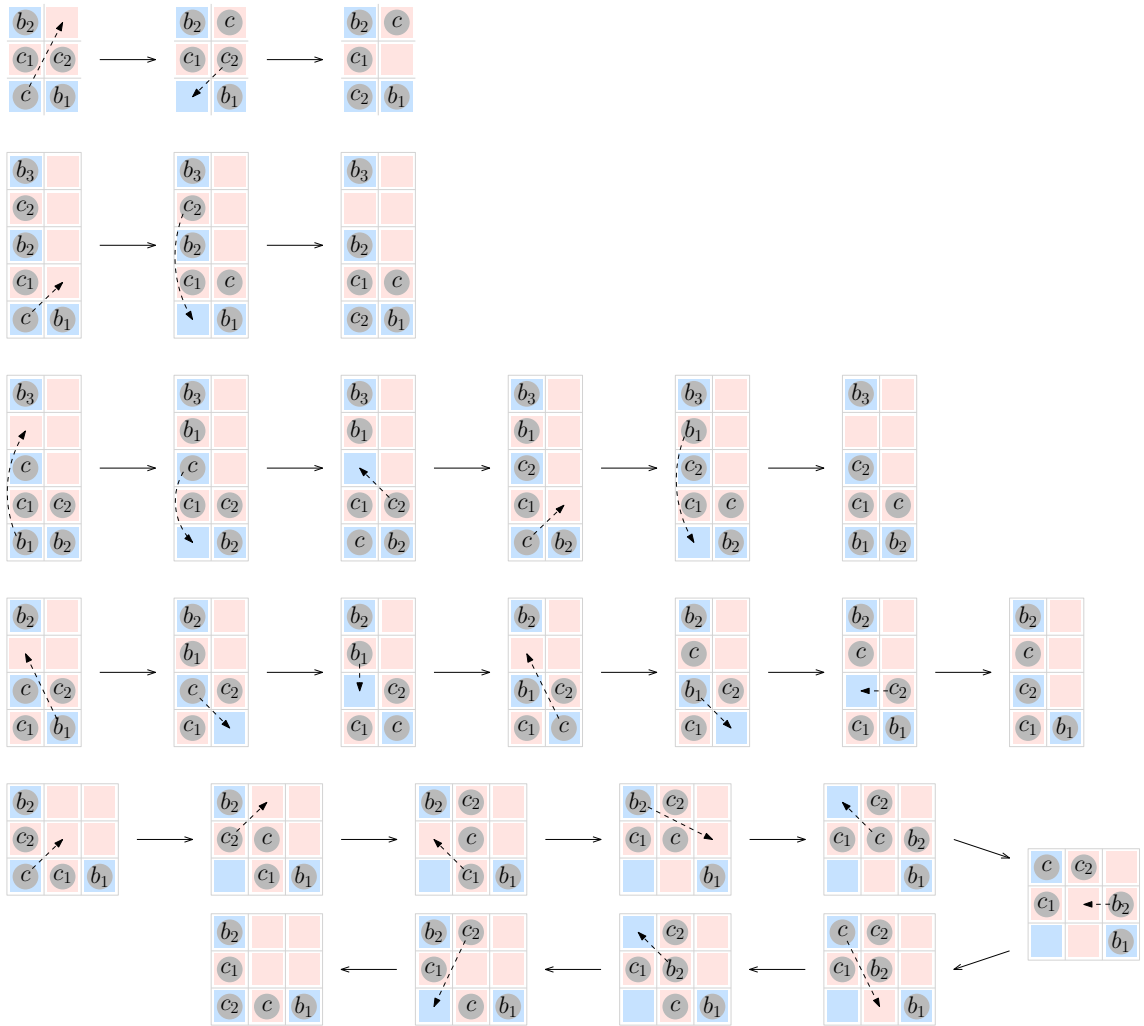 b₂ b₂ c b₂ c
c₁ c₂ c₁ c₂ c₁
c b₁ b₁ c₂ b₁
b₃ b₃ b₃
c₂ c₂
b₂ b₂ b₂
c₁ c₁ c c₁ c
c b₁ b₁ c₂ b₁
b₃ b₃ b₃ b₃ b₃ b₃
b₁ b₁ b₁ b₁
c c c₂ c₂ c₂
c₁ c₂ c₁ c₂ c₁ c₂ c₁ c₁ c c₁ c
b₁ b₂ b₂ c b₂ c b₂ b₂ b₁ b₂
b₂ b₂ b₂ b₂ b₂ b₂ b₂
b₁ b₁ c c c
c c₂ c c₂ c₂ b₁ c₂ b₁ c₂ c₂ c₂
c₁ b₁ c₁ c₁ c c₁ c c₁ c₁ b₁ c₁ b₁
b₂ b₂ b₂ c₂ b₂ c₂ c₂
c₂ c₂ c c c₁ c c₁ c b₂
c c₁ b₁ c₁ b₁ c₁ b₁ b₁ b₁
c c₂
c₁ b₂
b₁
b₂ b₂ c₂ c₂ c c₂
c₁ c₁ c₁ b₂ c₁ b₂
c₂ c b₁ c b₁ c b₁ b₁